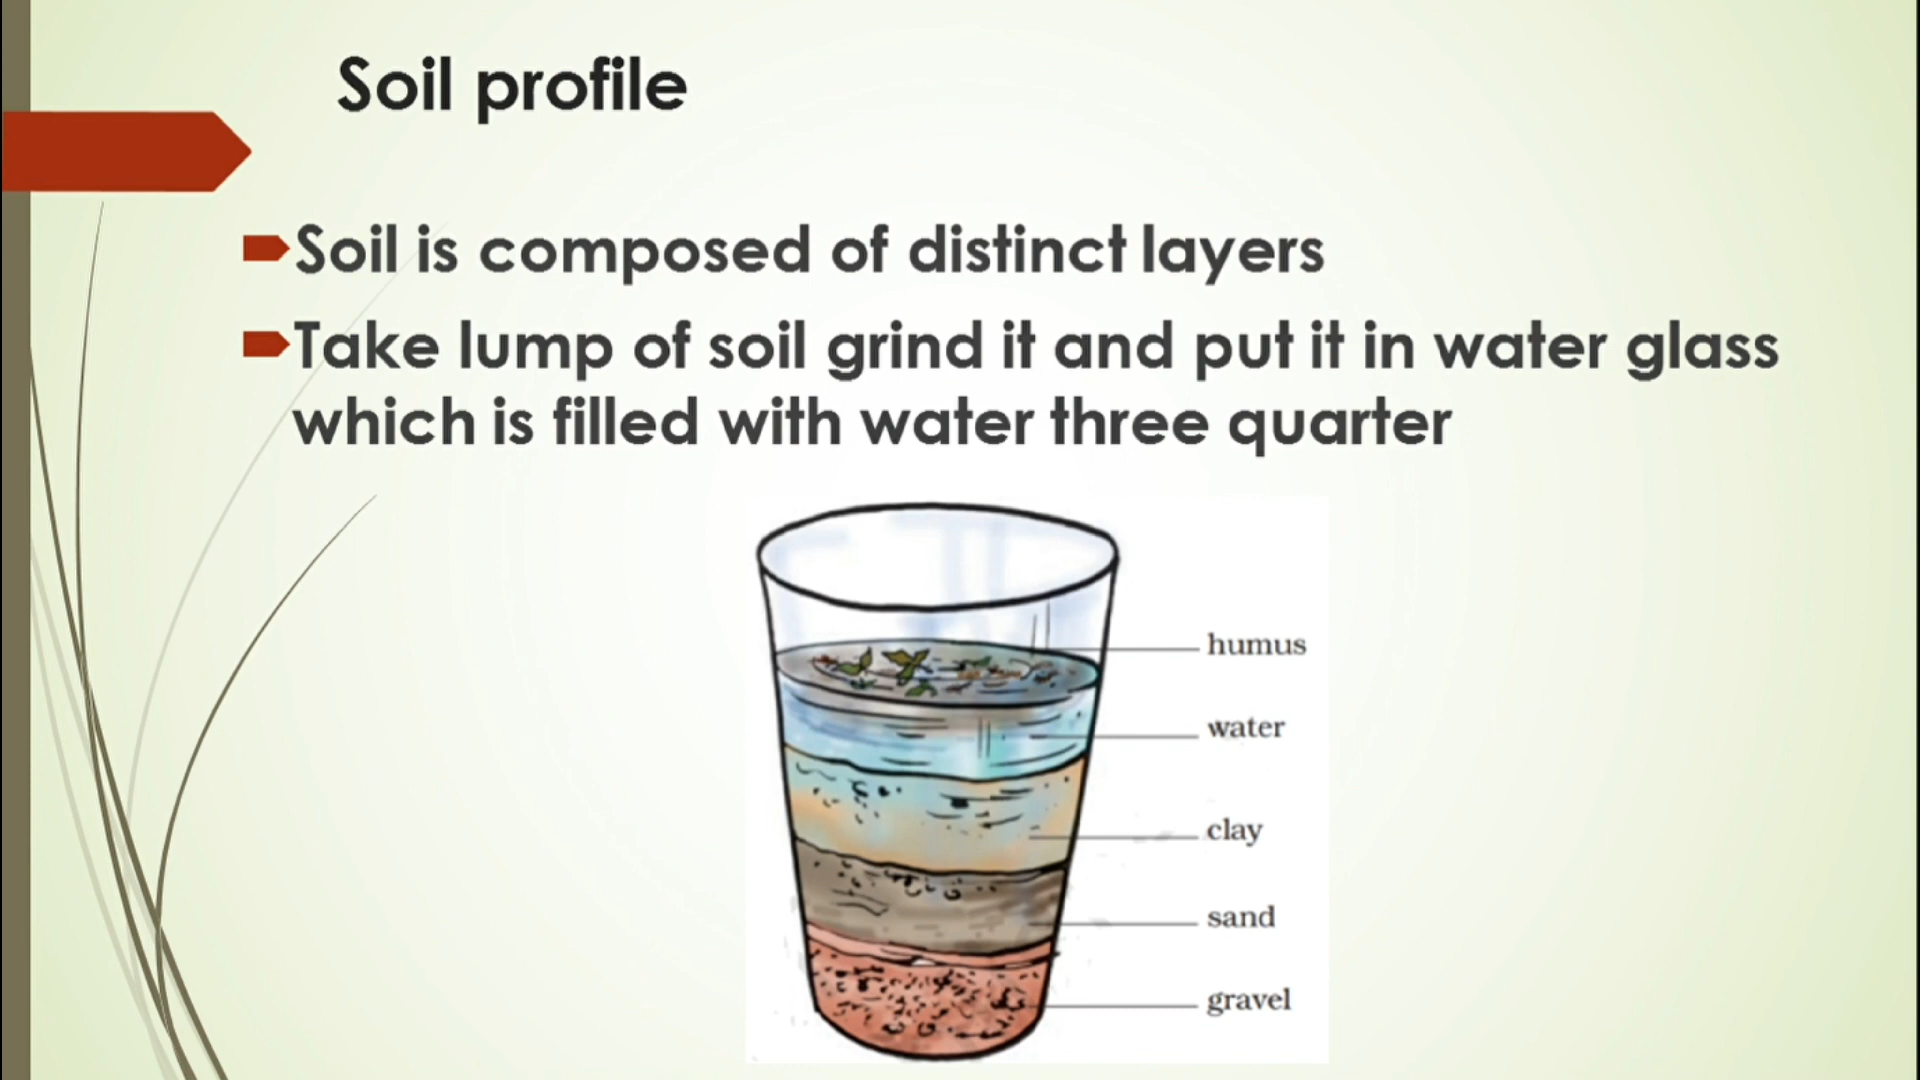 Soil profile
Soil is composed of distinct layers
Take lump of soil grind it and put it in water glass
which is filled with water three quarter
humus
water
clay
sand
gravel